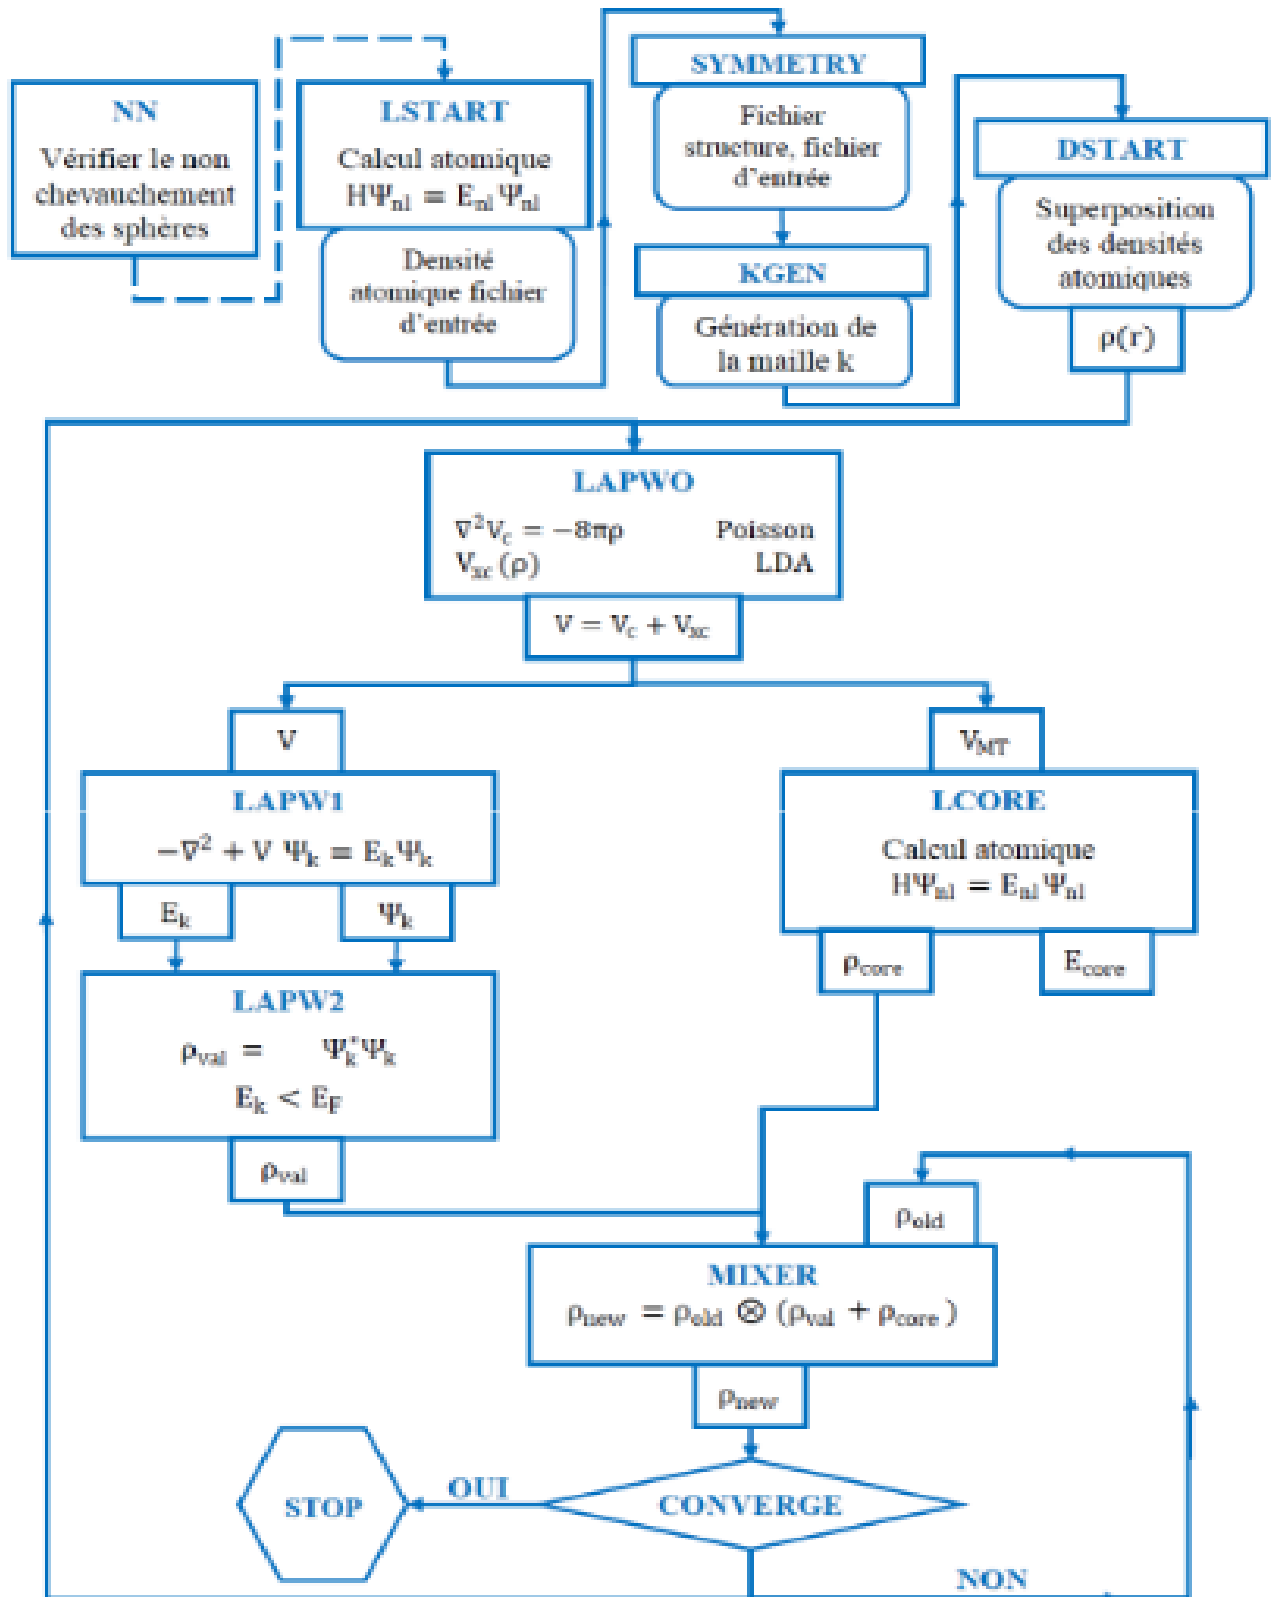 NN
Vérifier le non
chevauchement
des sphères
LSTART
Calcul atomique
HΨnl = EnlΨnl
Densité
atomique fichier
d'entrée
SYMMETRY
Fichier
structure, fichier
d'entrée
KGEN
Génération de
la maille k
DSTART
Superposition
des densités
atomiques
ρ(r)
LAPWO
∇²Vc = −8πρ Poisson
Vxc(ρ) LDA
V = Vc + Vxc
V
LAPW1
−∇² + V Ψk = EkΨk
Ek
Ψk
LAPW2
ρval = Ψk*Ψk
Ek < EF
ρval
VMT
LCORE
Calcul atomique
HΨnl = EnlΨnl
ρcore
Ecore
ρold
MIXER
ρnew = ρold ⊗ (ρval + ρcore)
ρnew
CONVERGE
OUI
STOP
NON